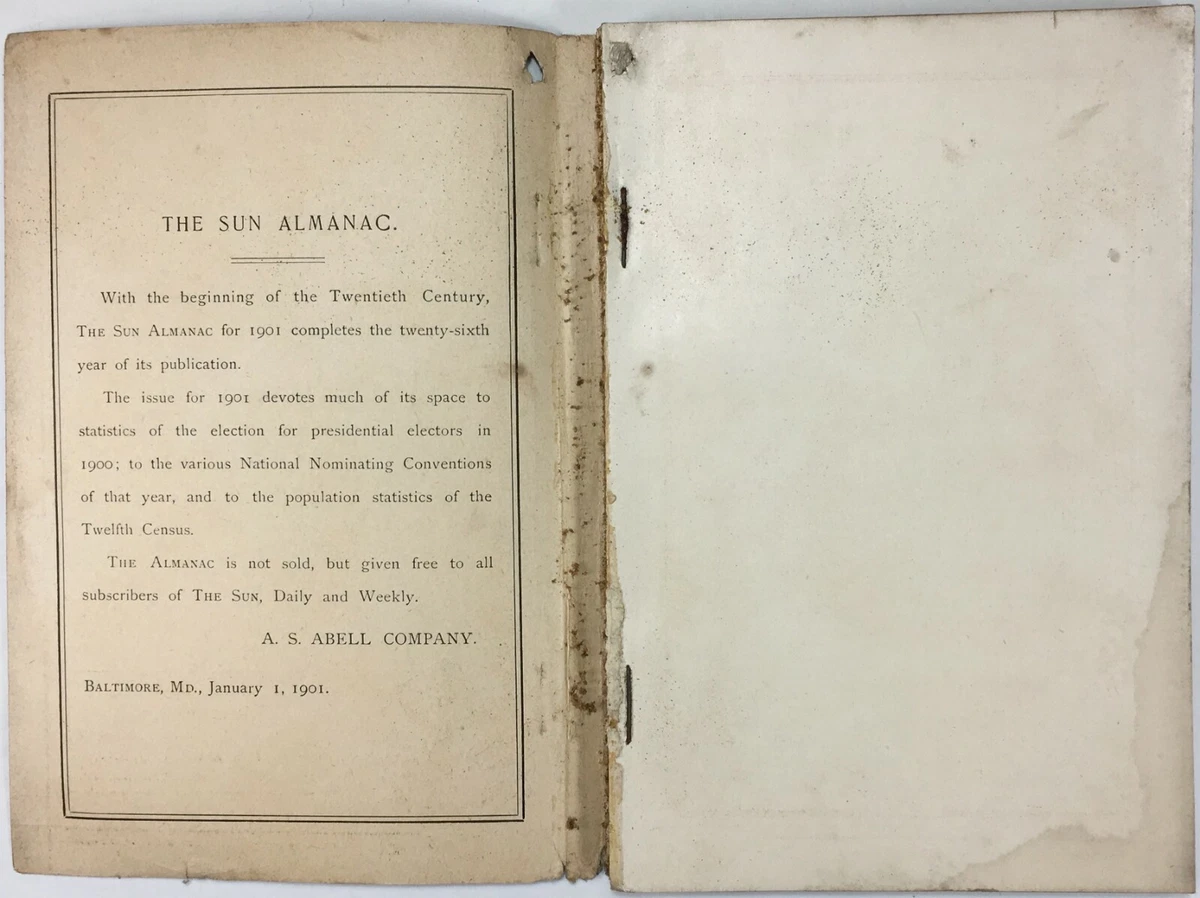 THE SUN ALMANAC.
With the beginning of the Twentieth Century,
THE SUN ALMANAC for 1901 completes the twenty-sixth
year of its publication.
The issue for 1901 devotes much of its space to
statistics of the election for presidential electors in
1900; to the various National Nominating Conventions
of that year, and to the population statistics of the
Twelfth Census.
THE ALMANAC is not sold, but given free to all
subscribers of THE SUN, Daily and Weekly.
A. S. ABELL COMPANY.
BALTIMORE, MD., January 1, 1901.